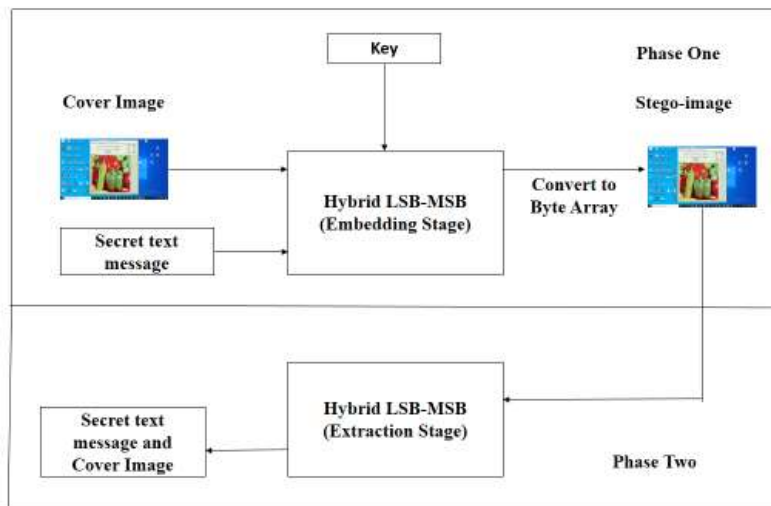 Key
Phase One
Cover Image
Stego-image
Hybrid LSB-MSB
(Embedding Stage)
Convert to
Byte Array
Secret text
message
Hybrid LSB-MSB
(Extraction Stage)
Secret text
message and
Cover Image
Phase Two